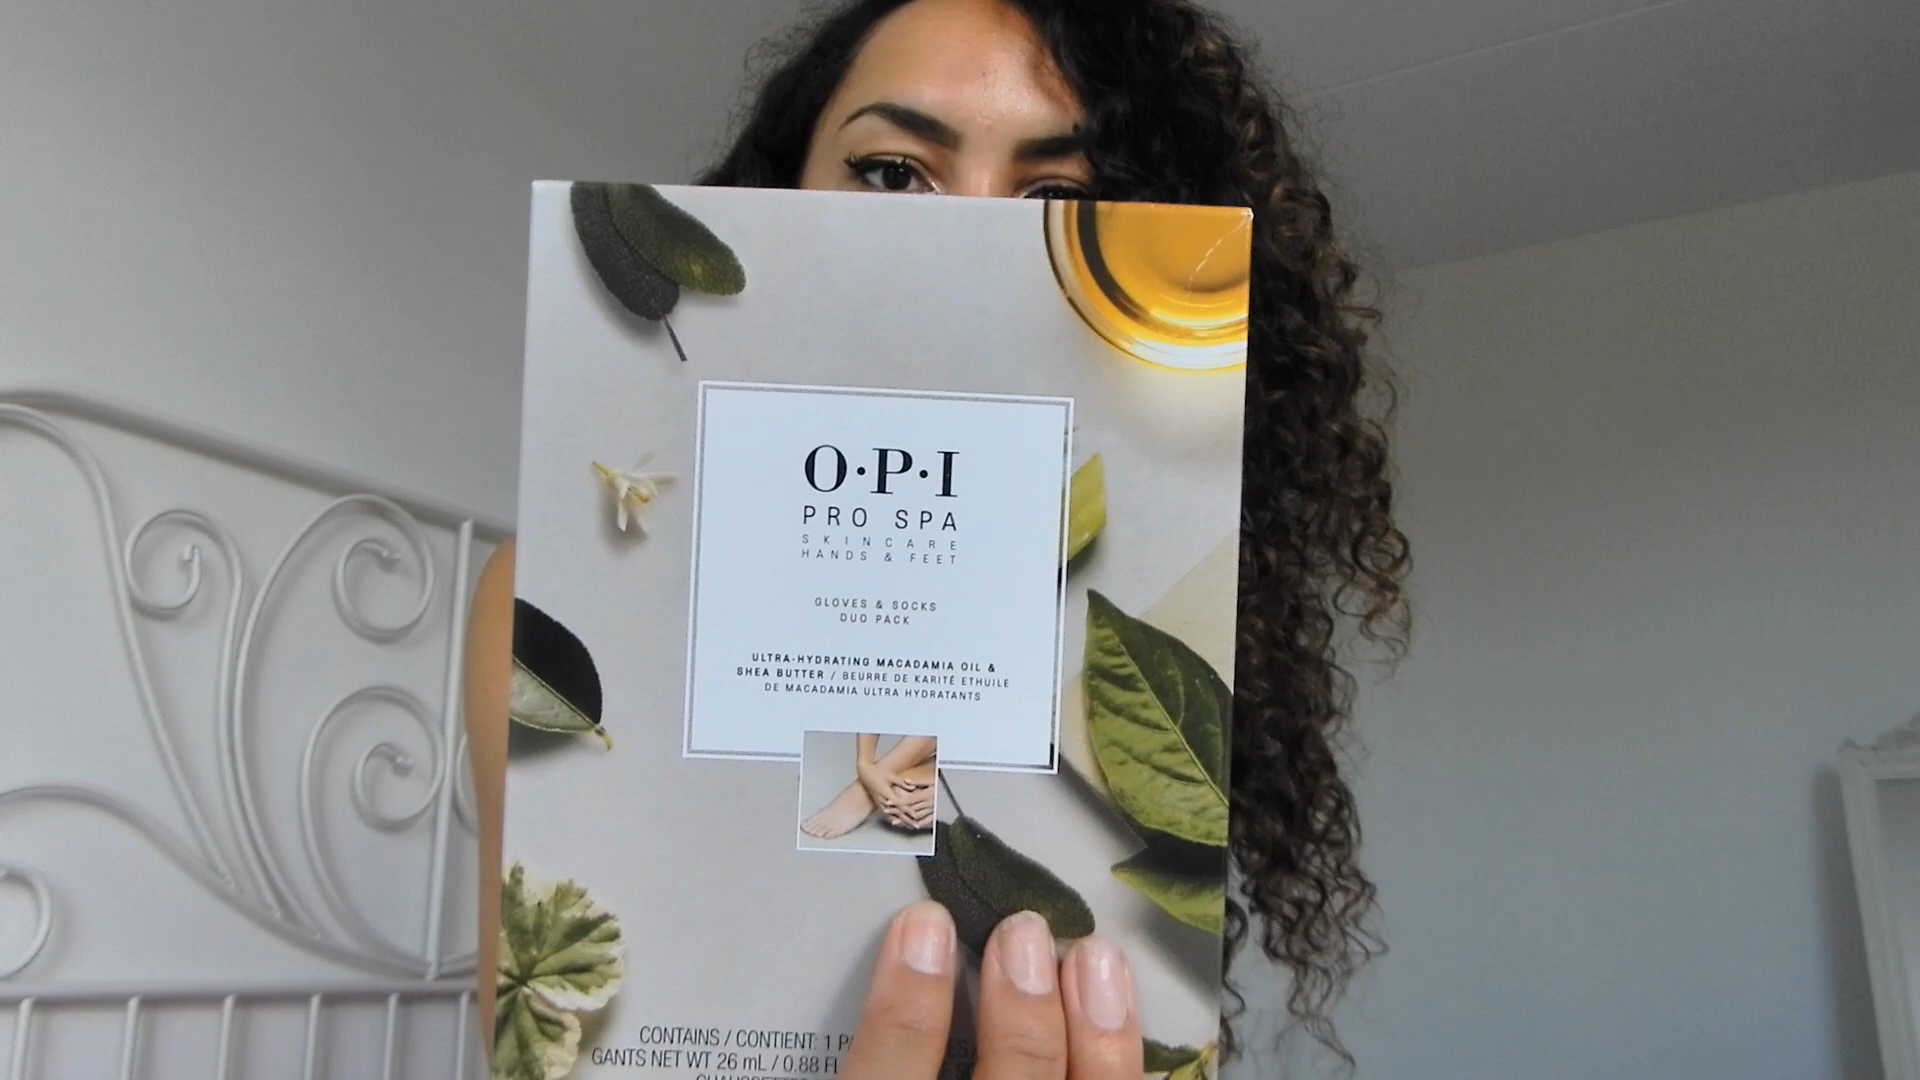 O·P·I
PRO SPA
SKINCARE
HANDS & FEET
GLOVES & SOCKS
DUO PACK
ULTRA-HYDRATING MACADAMIA OIL &
SHEA BUTTER / BEURRE DE KARITÉ ETHUILE
DE MACADAMIA ULTRA HYDRATANTS
CONTAINS / CONTIENT: 1
GANTS NET WT 26 mL / 0.88